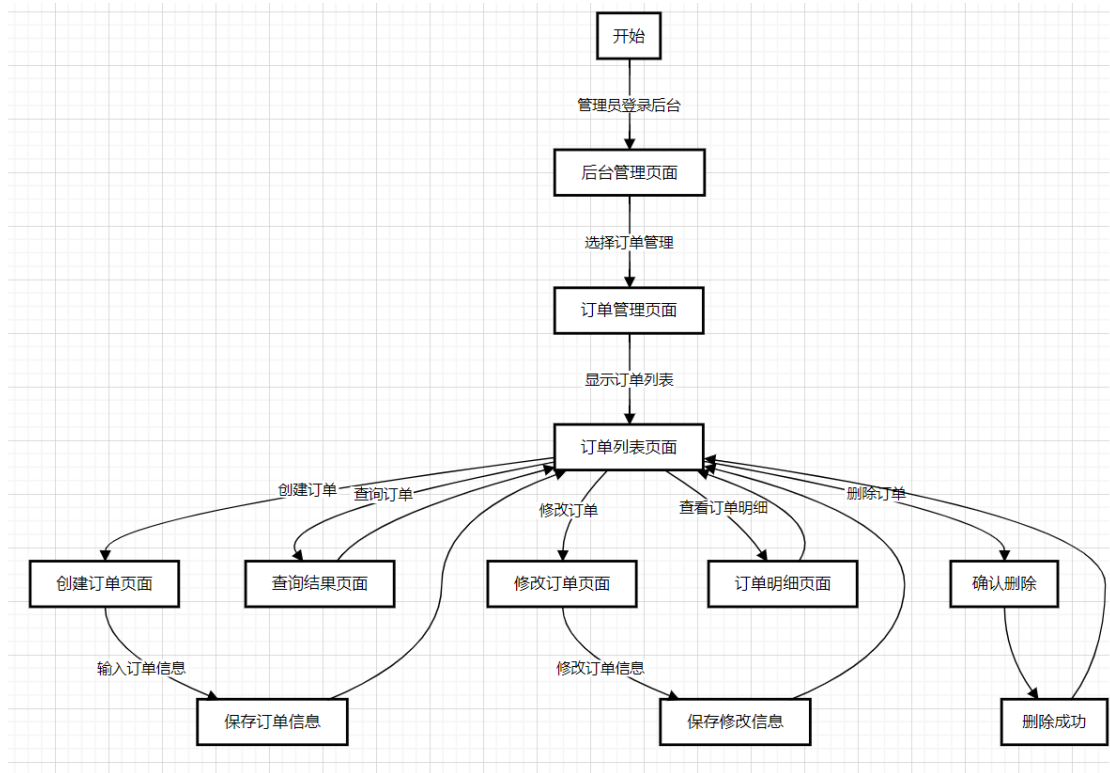 开始
管理员登录后台
后台管理页面
选择订单管理
订单管理页面
显示订单列表
订单列表页面
创建订单
查询订单
修改订单
查看订单明细
删除订单
创建订单页面
查询结果页面
修改订单页面
订单明细页面
确认删除
输入订单信息
修改订单信息
保存订单信息
保存修改信息
删除成功